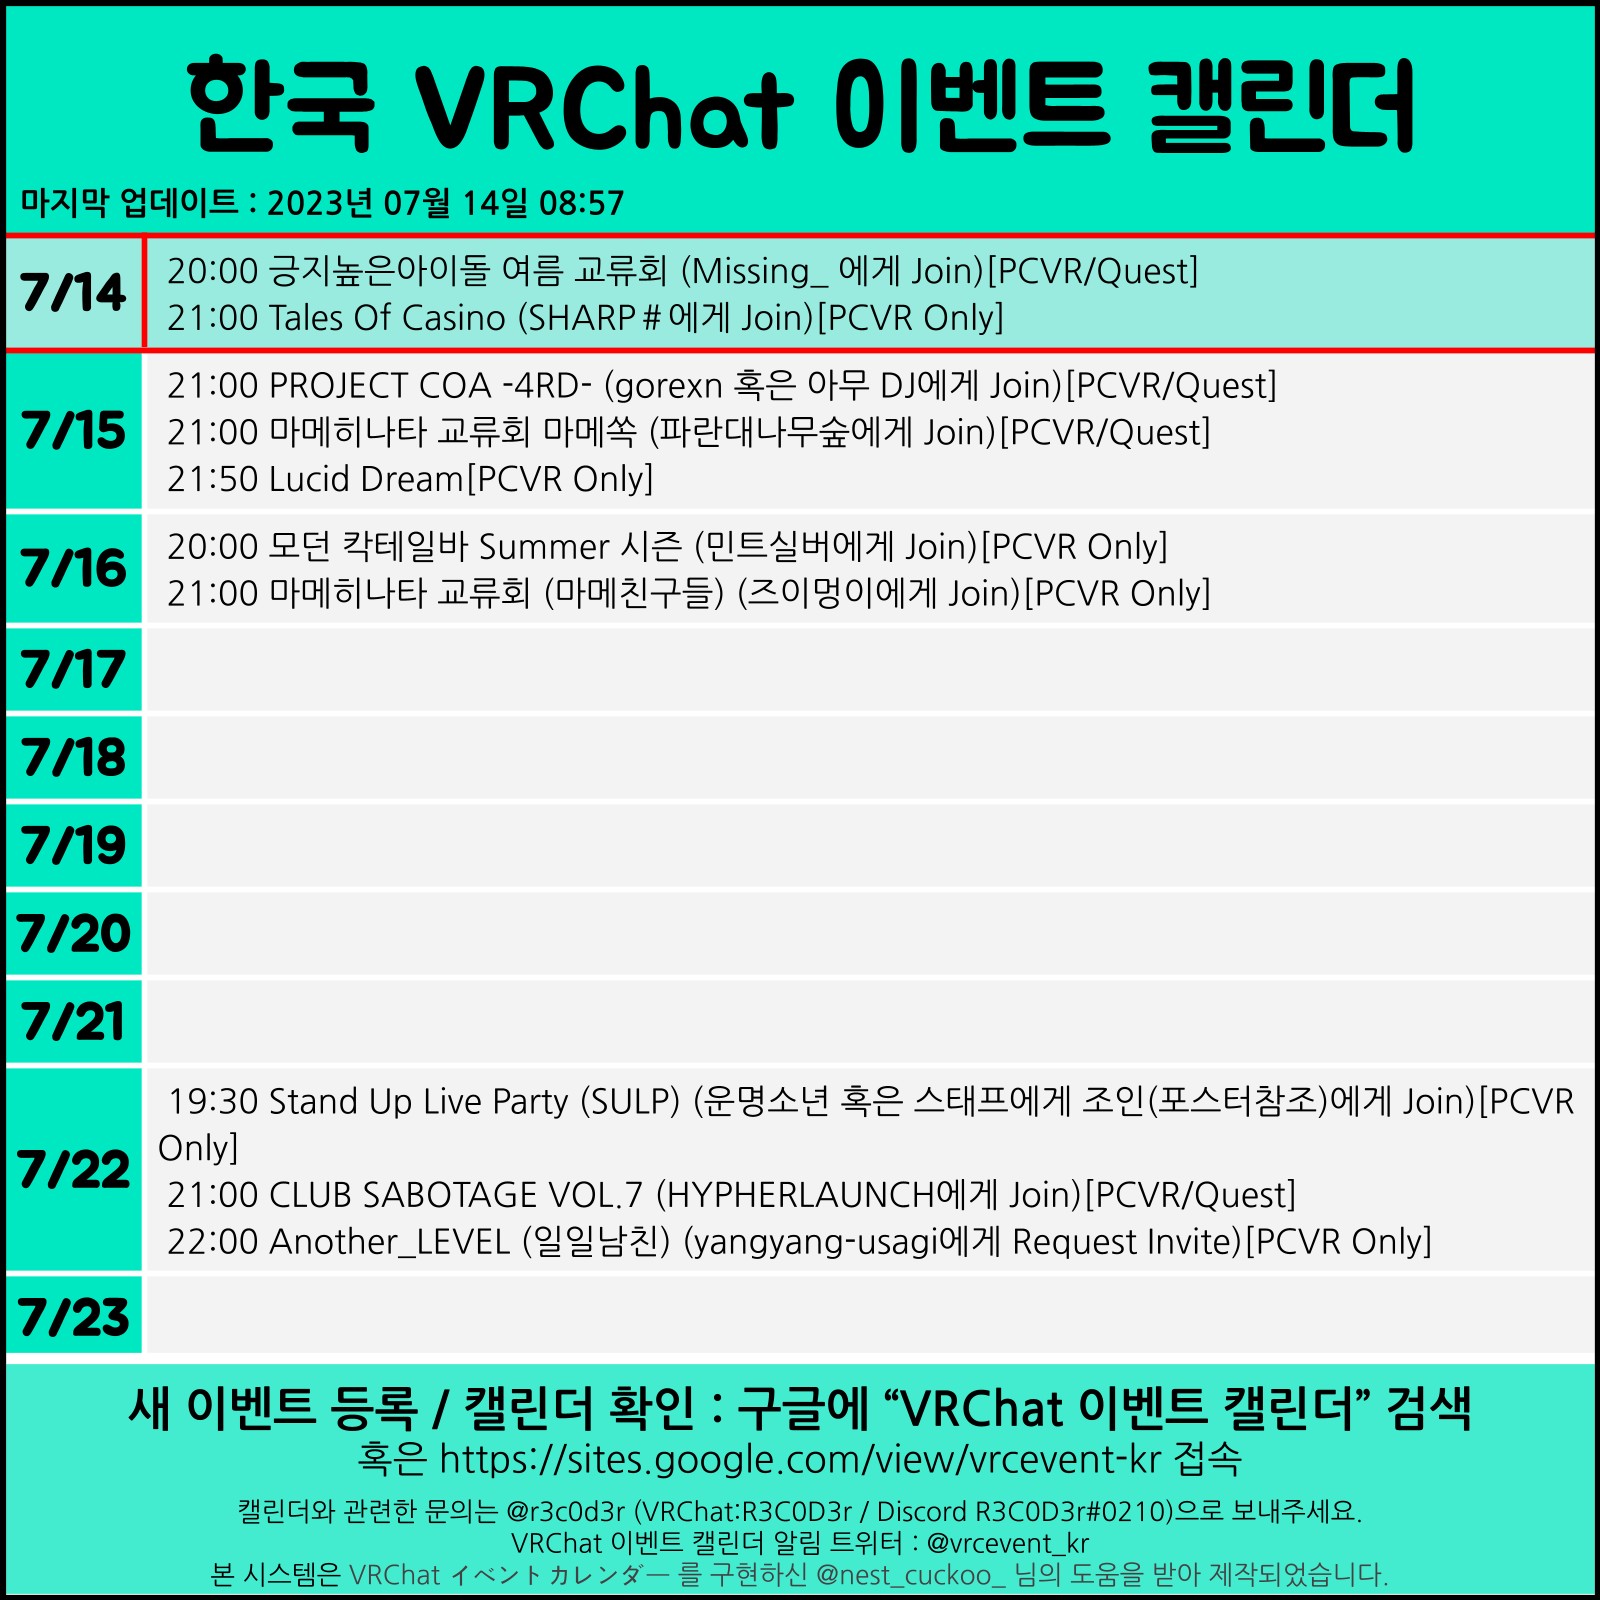 한국 VRChat 이벤트 캘린더
마지막 업데이트 : 2023년 07월 14일 08:57
7/14
20:00 긍지높은아이돌 여름 교류회 (Missing_ 에게 Join)[PCVR/Quest]
21:00 Tales Of Casino (SHARP＃에게 Join)[PCVR Only]
7/15
21:00 PROJECT COA -4RD- (gorexn 혹은 아무 DJ에게 Join)[PCVR/Quest]
21:00 마메히나타 교류회 마메쏙 (파란대나무숲에게 Join)[PCVR/Quest]
21:50 Lucid Dream[PCVR Only]
7/16
20:00 모던 칵테일바 Summer 시즌 (민트실버에게 Join)[PCVR Only]
21:00 마메히나타 교류회 (마메친구들) (즈이멍이에게 Join)[PCVR Only]
7/17
7/18
7/19
7/20
7/21
7/22
19:30 Stand Up Live Party (SULP) (운명소년 혹은 스태프에게 조인(포스터참조)에게 Join)[PCVR
Only]
21:00 CLUB SABOTAGE VOL.7 (HYPHERLAUNCH에게 Join)[PCVR/Quest]
22:00 Another_LEVEL (일일남친) (yangyang-usagi에게 Request Invite)[PCVR Only]
7/23
새 이벤트 등록 / 캘린더 확인 : 구글에 “VRChat 이벤트 캘린더” 검색
혹은 https://sites.google.com/view/vrcevent-kr 접속
캘린더와 관련한 문의는 @r3c0d3r (VRChat:R3C0D3r / Discord R3C0D3r#0210)으로 보내주세요.
VRChat 이벤트 캘린더 알림 트위터 : @vrcevent_kr
본 시스템은 VRChat イベントカレンダー 를 구현하신 @nest_cuckoo_ 님의 도움을 받아 제작되었습니다.